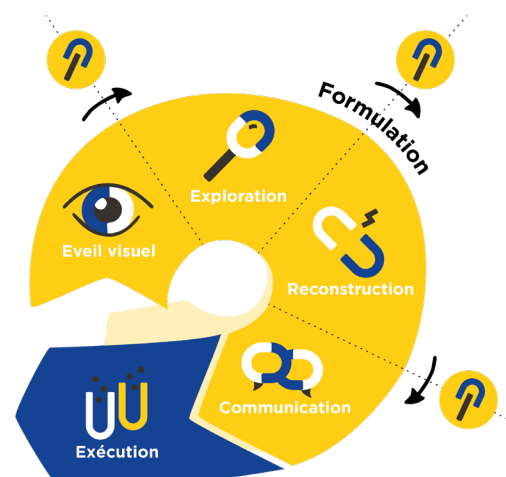 Formulation
Exploration
Eveil visuel
Reconstruction
Communication
Exécution